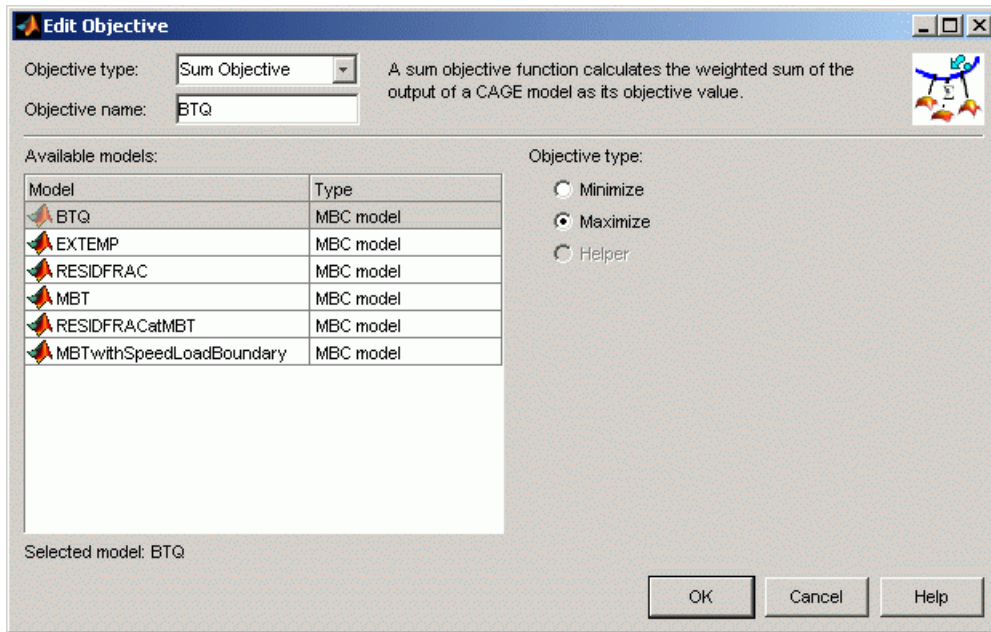 Edit Objective
Objective type: Sum Objective
A sum objective function calculates the weighted sum of the
output of a CAGE model as its objective value.
Objective name: BTQ
Σ
Available models:
Model Type
BTQ MBC model
EXTEMP MBC model
RESIDFRAC MBC model
MBT MBC model
RESIDFRACatMBT MBC model
MBTwithSpeedLoadBoundary MBC model
Selected model: BTQ
Objective type:
Minimize
Maximize
Helper
OK Cancel Help